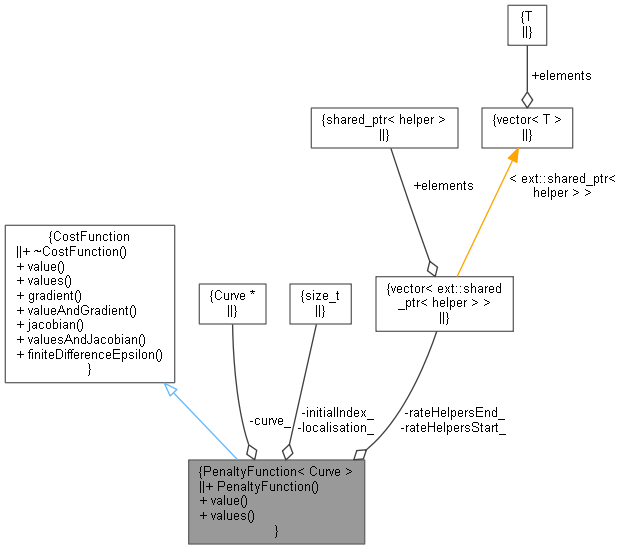 {T
||}
+elements
{shared_ptr< helper >
||}
{vector< T >
||}
+elements
< ext::shared_ptr<
helper > >
{CostFunction
||+ ~CostFunction()
+ value()
+ values()
+ gradient()
+ valueAndGradient()
+ jacobian()
+ valuesAndJacobian()
+ finiteDifferenceEpsilon()
}
{Curve *
||}
{size_t
||}
{vector< ext::shared
_ptr< helper > >
||}
-curve_
-initialIndex_
-localisation_
-rateHelpersEnd_
-rateHelpersStart_
{PenaltyFunction< Curve >
||+ PenaltyFunction()
+ value()
+ values()
}